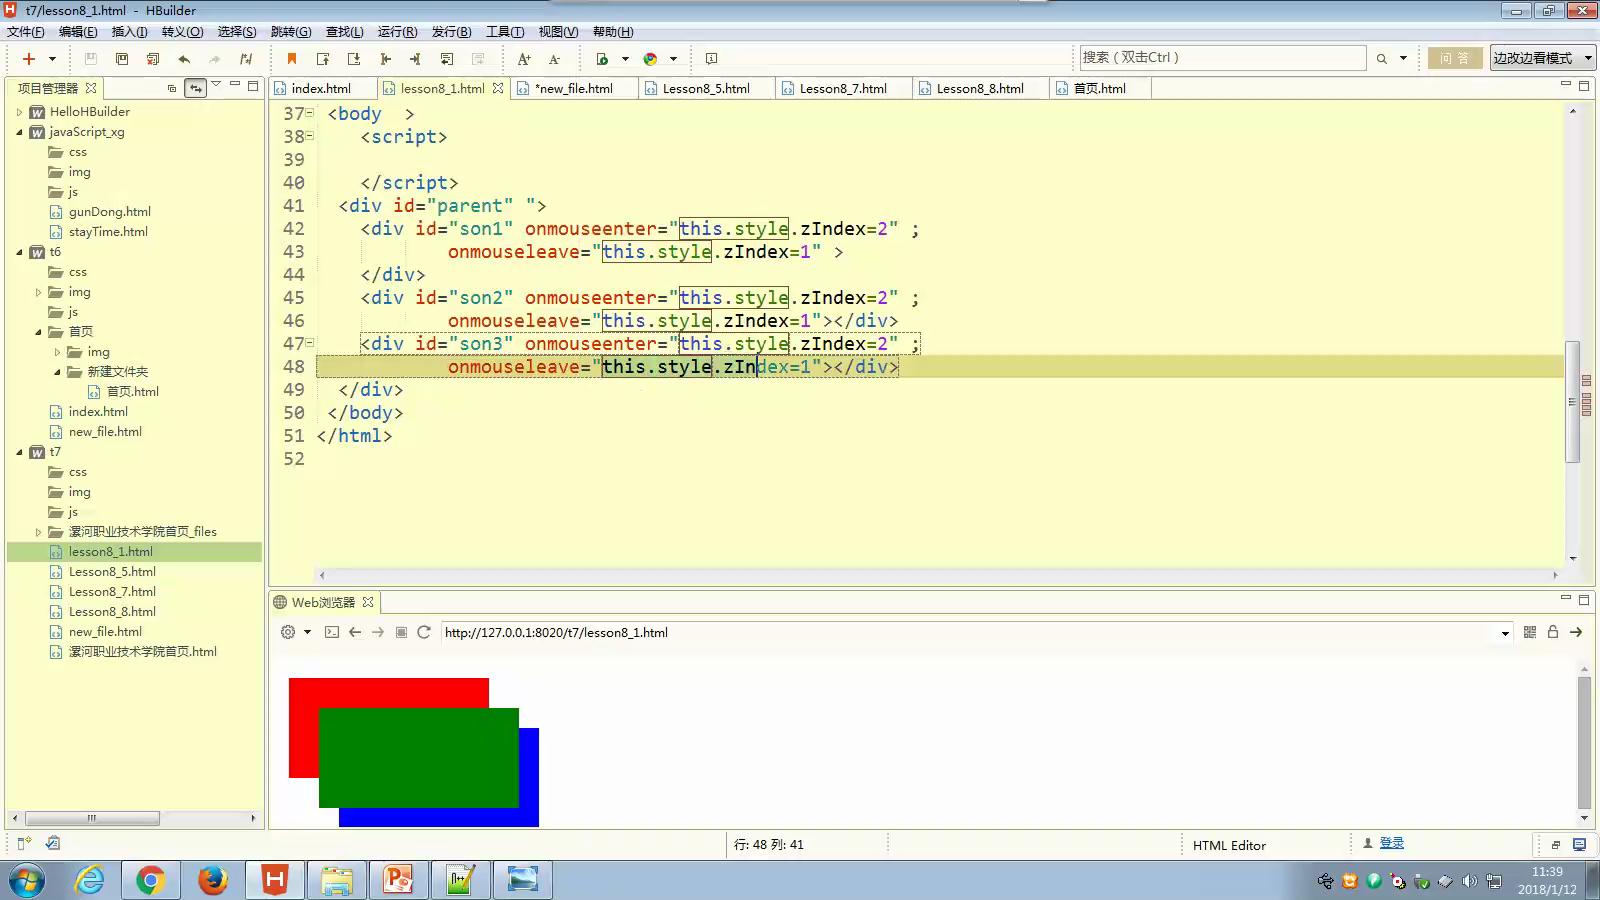 t7/lesson8_1.html - HBuilder
文件(F) 编辑(E) 插入(I) 转义(O) 选择(S) 跳转(G) 查找(L) 运行(R) 发行(B) 工具(T) 视图(V) 帮助(H)
搜索（双击Ctrl） 问 答 边改边看模式
项目管理器
index.html lesson8_1.html *new_file.html Lesson8_5.html Lesson8_7.html Lesson8_8.html 首页.html
HelloHBuilder
javaScript_xg
css
img
js
gunDong.html
stayTime.html
t6
css
img
js
首页
img
新建文件夹
首页.html
index.html
new_file.html
t7
css
img
js
漯河职业技术学院首页_files
lesson8_1.html
Lesson8_5.html
Lesson8_7.html
Lesson8_8.html
new_file.html
漯河职业技术学院首页.html
37 <body  >
38 <script>
39
40 </script>
41 <div id="parent" ">
42 <div id="son1" onmouseenter="this.style.zIndex=2" ;
43 onmouseleave="this.style.zIndex=1" >
44 </div>
45 <div id="son2" onmouseenter="this.style.zIndex=2" ;
46 onmouseleave="this.style.zIndex=1"></div>
47 <div id="son3" onmouseenter="this.style.zIndex=2" ;
48 onmouseleave="this.style.zIndex=1"></div>
49 </div>
50 </body>
51 </html>
52
Web浏览器
http://127.0.0.1:8020/t7/lesson8_1.html
行: 48 列: 41 HTML Editor 登录
11:39
2018/1/12